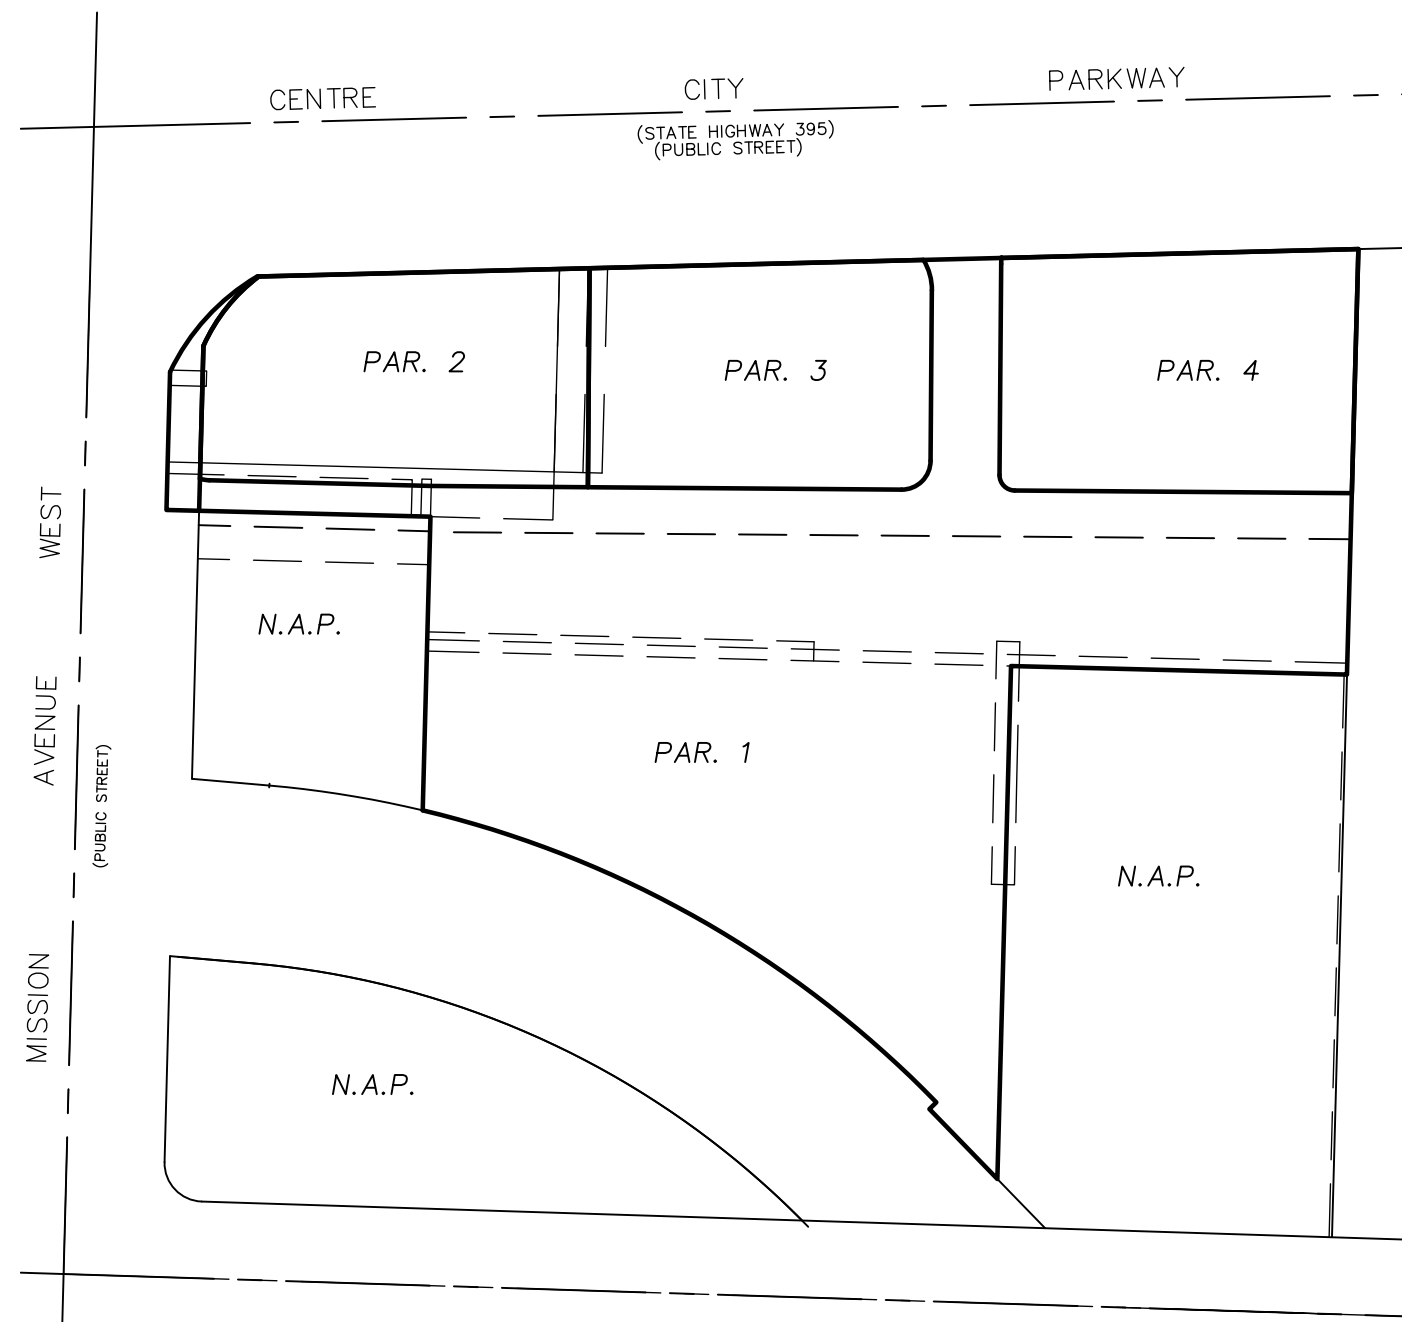 CENTRE CITY PARKWAY
(STATE HIGHWAY 395)
(PUBLIC STREET)
PAR. 2
PAR. 3
PAR. 4
MISSION AVENUE WEST
(PUBLIC STREET)
N.A.P.
PAR. 1
N.A.P.
N.A.P.